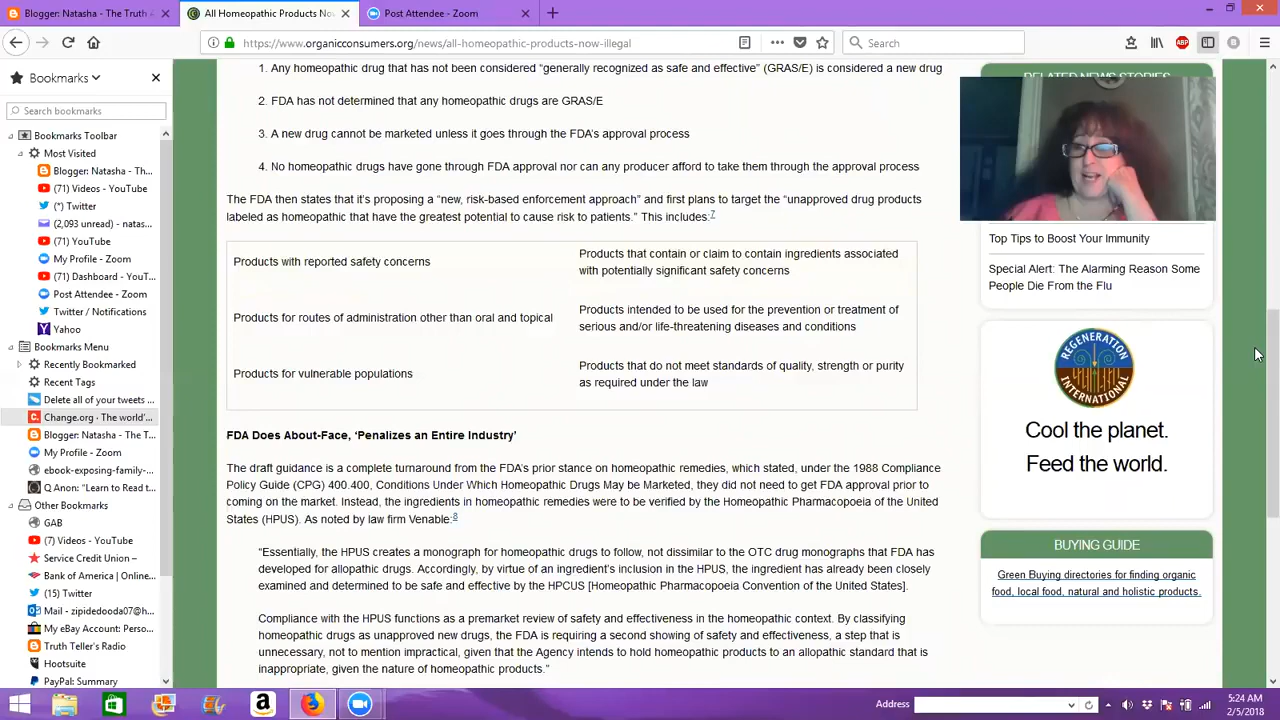 Blogger: Natasha - The Truth
All Homeopathic Products Now
Post Attendee - Zoom
https://www.organicconsumers.org/news/all-homeopathic-products-now-illegal
Search
ABP
Bookmarks
Search bookmarks
Bookmarks Toolbar
Most Visited
Blogger: Natasha - Th...
(71) Videos - YouTube
(*) Twitter
(2,093 unread) - natas...
(71) YouTube
My Profile - Zoom
(71) Dashboard - YouT...
Post Attendee - Zoom
Twitter / Notifications
Yahoo
Bookmarks Menu
Recently Bookmarked
Recent Tags
Delete all of your tweets ...
Change.org · The world'...
Blogger: Natasha - The T...
My Profile - Zoom
ebook-exposing-family-...
Q Anon: “Learn to Read t...
Other Bookmarks
GAB
(7) Videos - YouTube
Service Credit Union –
Bank of America | Online...
(15) Twitter
Mail - zipidedooda07@h...
My eBay Account: Perso...
Truth Teller's Radio
Hootsuite
PayPal: Summary
1. Any homeopathic drug that has not been considered “generally recognized as safe and effective” (GRAS/E) is considered a new drug
2. FDA has not determined that any homeopathic drugs are GRAS/E
3. A new drug cannot be marketed unless it goes through the FDA’s approval process
4. No homeopathic drugs have gone through FDA approval nor can any producer afford to take them through the approval process
The FDA then states that it’s proposing a “new, risk-based enforcement approach” and first plans to target the “unapproved drug products
labeled as homeopathic that have the greatest potential to cause risk to patients.” This includes:7
Products with reported safety concerns
Products that contain or claim to contain ingredients associated
with potentially significant safety concerns
Products for routes of administration other than oral and topical
Products intended to be used for the prevention or treatment of
serious and/or life-threatening diseases and conditions
Products for vulnerable populations
Products that do not meet standards of quality, strength or purity
as required under the law
FDA Does About-Face, ‘Penalizes an Entire Industry’
The draft guidance is a complete turnaround from the FDA’s prior stance on homeopathic remedies, which stated, under the 1988 Compliance
Policy Guide (CPG) 400.400, Conditions Under Which Homeopathic Drugs May be Marketed, they did not need to get FDA approval prior to
coming on the market. Instead, the ingredients in homeopathic remedies were to be verified by the Homeopathic Pharmacopoeia of the United
States (HPUS). As noted by law firm Venable:8
“Essentially, the HPUS creates a monograph for homeopathic drugs to follow, not dissimilar to the OTC drug monographs that FDA has
developed for allopathic drugs. Accordingly, by virtue of an ingredient’s inclusion in the HPUS, the ingredient has already been closely
examined and determined to be safe and effective by the HPCUS [Homeopathic Pharmacopoeia Convention of the United States].
Compliance with the HPUS functions as a premarket review of safety and effectiveness in the homeopathic context. By classifying
homeopathic drugs as unapproved new drugs, the FDA is requiring a second showing of safety and effectiveness, a step that is
unnecessary, not to mention impractical, given that the Agency intends to hold homeopathic products to an allopathic standard that is
inappropriate, given the nature of homeopathic products.”
RELATED NEWS STORIES
Top Tips to Boost Your Immunity
Special Alert: The Alarming Reason Some
People Die From the Flu
REGENERATION
INTERNATIONAL
Cool the planet.
Feed the world.
BUYING GUIDE
Green Buying directories for finding organic
food, local food, natural and holistic products.
Address
5:24 AM
2/5/2018